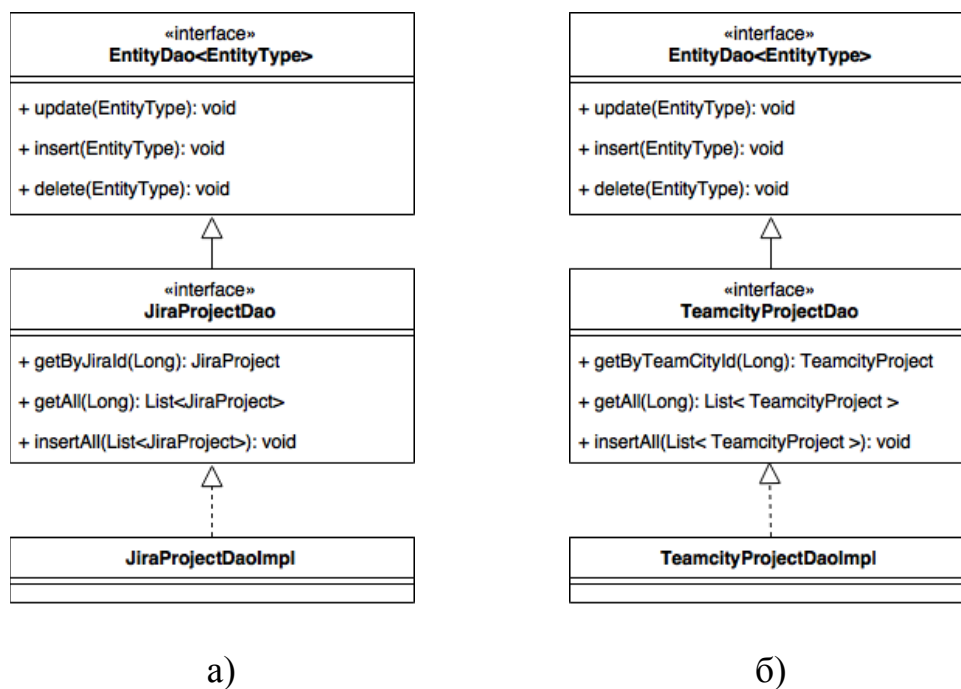 «interface»
EntityDao<EntityType>
+ update(EntityType): void
+ insert(EntityType): void
+ delete(EntityType): void
«interface»
JiraProjectDao
+ getByJiraId(Long): JiraProject
+ getAll(Long): List<JiraProject>
+ insertAll(List<JiraProject>): void
JiraProjectDaoImpl
а)
«interface»
EntityDao<EntityType>
+ update(EntityType): void
+ insert(EntityType): void
+ delete(EntityType): void
«interface»
TeamcityProjectDao
+ getByTeamCityId(Long): TeamcityProject
+ getAll(Long): List< TeamcityProject >
+ insertAll(List< TeamcityProject >): void
TeamcityProjectDaoImpl
б)